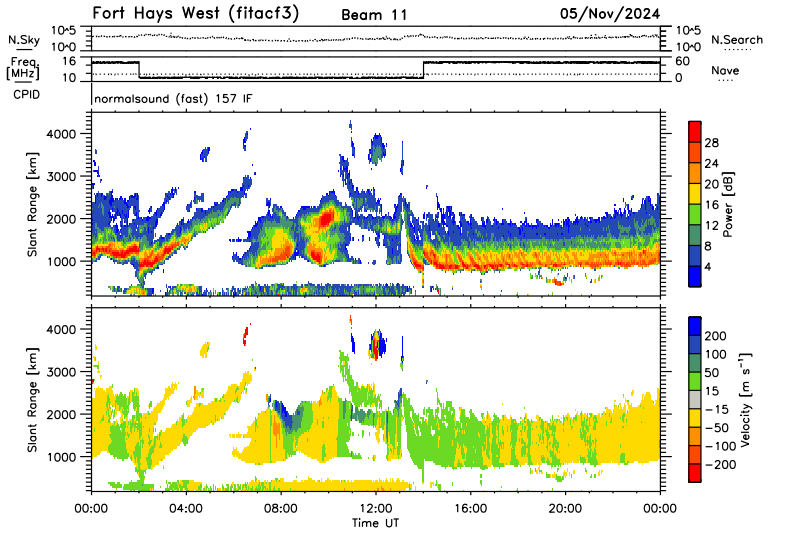 Fort Hays West (fitacf3) Beam 11 05/Nov/2024
N.Sky 10^5 10^0 10^5 10^0 N.Search
Freq. [MHz] 16 10 60 0 Nave
CPID normalsound (fast) 157 IF
Slant Range [km]
4000
3000
2000
1000
28
24
20
16
12
8
4
Power [dB]
Slant Range [km]
4000
3000
2000
1000
200
100
50
15
-15
-50
-100
-200
Velocity [m s^-1]
00:00 04:00 08:00 12:00 16:00 20:00 00:00
Time UT